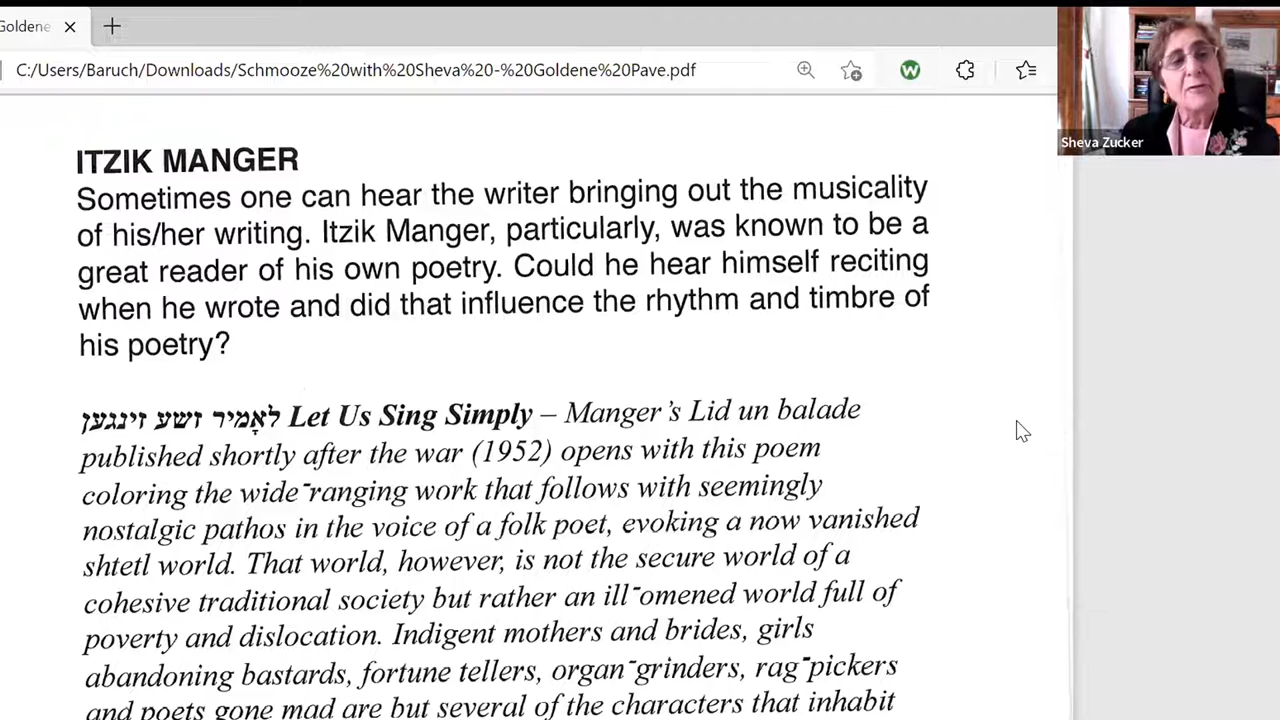 Goldene
C:/Users/Baruch/Downloads/Schmooze%20with%20Sheva%20-%20Goldene%20Pave.pdf
Sheva Zucker
ITZIK MANGER
Sometimes one can hear the writer bringing out the musicality
of his/her writing. Itzik Manger, particularly, was known to be a
great reader of his own poetry. Could he hear himself reciting
when he wrote and did that influence the rhythm and timbre of
his poetry?
לאָמיר זשע זינגען Let Us Sing Simply – Manger's Lid un balade
published shortly after the war (1952) opens with this poem
coloring the wide-ranging work that follows with seemingly
nostalgic pathos in the voice of a folk poet, evoking a now vanished
shtetl world. That world, however, is not the secure world of a
cohesive traditional society but rather an ill-omened world full of
poverty and dislocation. Indigent mothers and brides, girls
abandoning bastards, fortune tellers, organ-grinders, rag-pickers
and poets gone mad are but several of the characters that inhabit